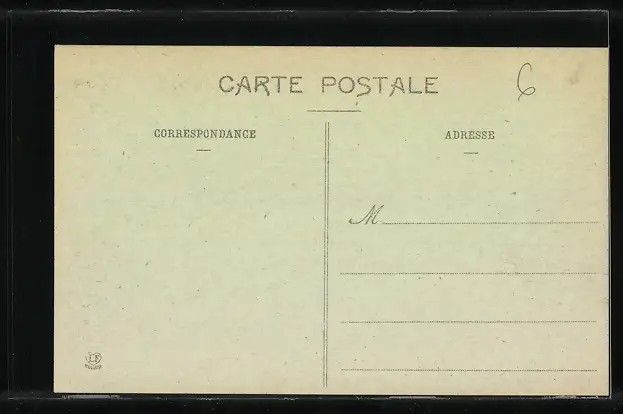 CARTE POSTALE
6
CORRESPONDANCE
ADRESSE
M